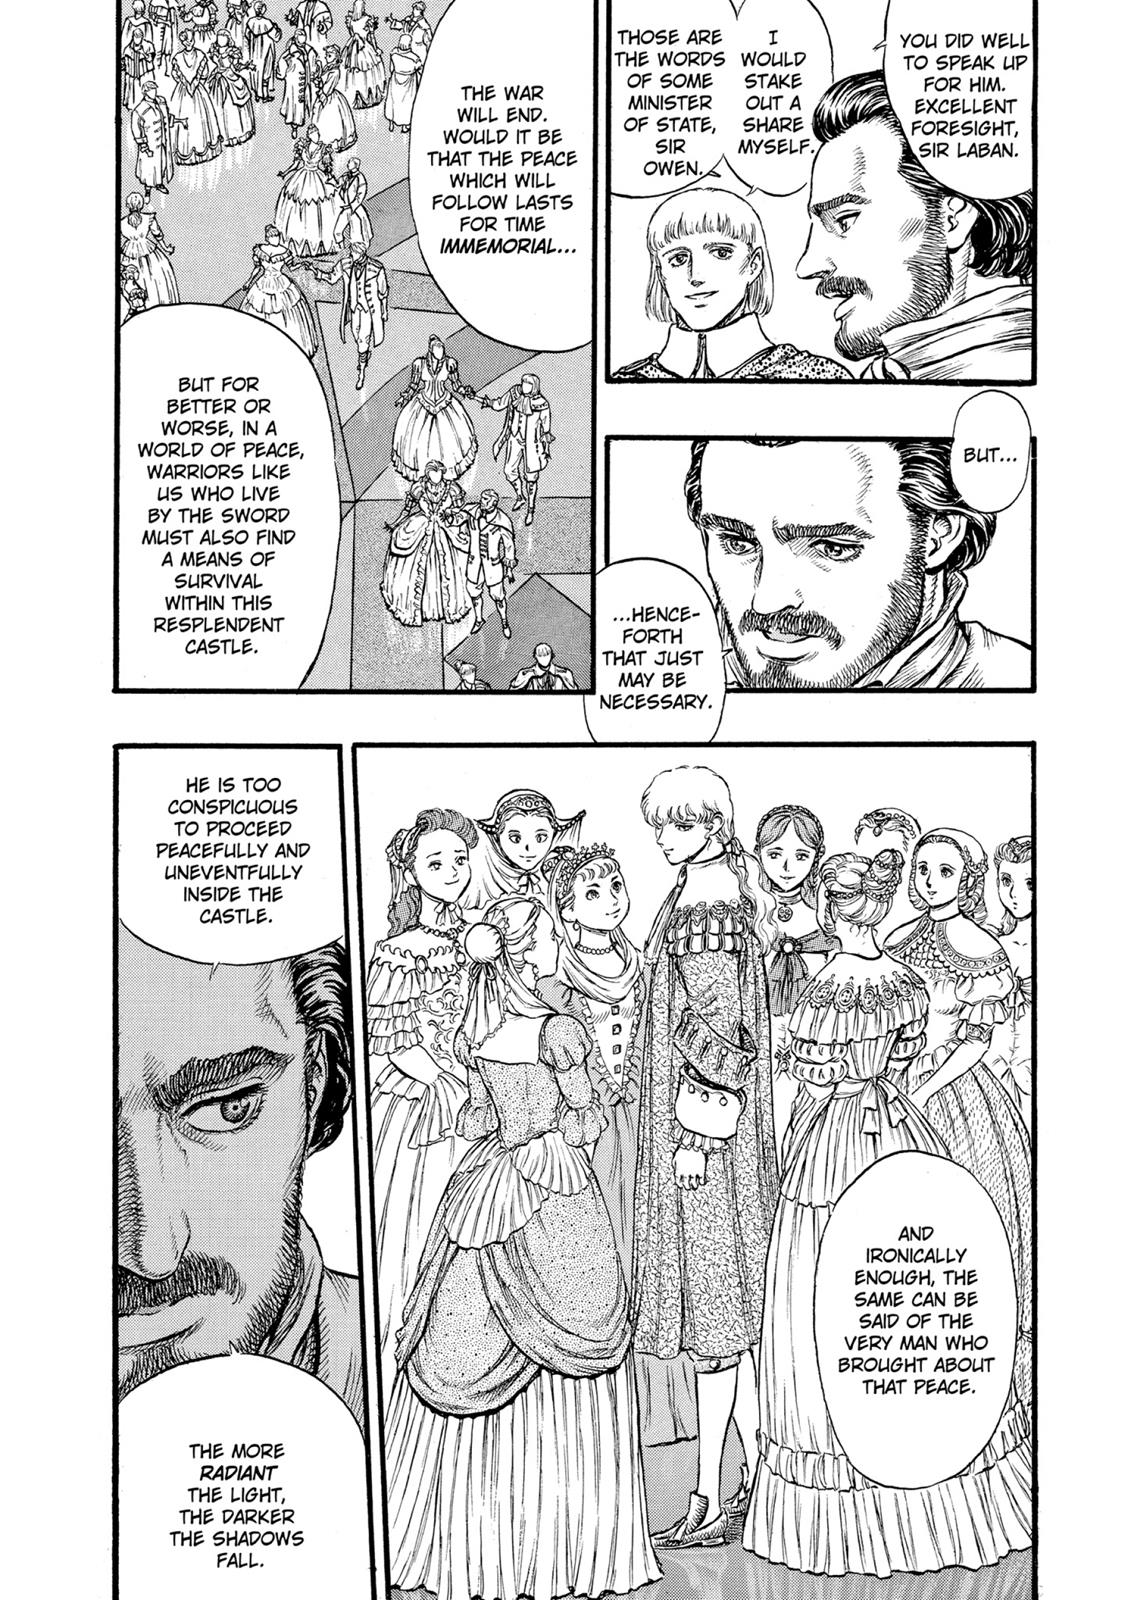 YOU DID WELL
TO SPEAK UP
FOR HIM.
EXCELLENT
FORESIGHT,
SIR LABAN.
I
WOULD
STAKE
OUT A
SHARE
MYSELF.
THOSE ARE
THE WORDS
OF SOME
MINISTER
OF STATE,
SIR
OWEN.
BUT...
...HENCE-
FORTH
THAT JUST
MAY BE
NECESSARY.
THE WAR
WILL END.
WOULD IT BE
THAT THE PEACE
WHICH WILL
FOLLOW LASTS
FOR TIME
IMMEMORIAL...
BUT FOR
BETTER OR
WORSE, IN A
WORLD OF PEACE,
WARRIORS LIKE
US WHO LIVE
BY THE SWORD
MUST ALSO FIND
A MEANS OF
SURVIVAL
WITHIN THIS
RESPLENDENT
CASTLE.
AND
IRONICALLY
ENOUGH, THE
SAME CAN BE
SAID OF THE
VERY MAN WHO
BROUGHT ABOUT
THAT PEACE.
HE IS TOO
CONSPICUOUS
TO PROCEED
PEACEFULLY AND
UNEVENTFULLY
INSIDE THE
CASTLE.
THE MORE
RADIANT
THE LIGHT,
THE DARKER
THE SHADOWS
FALL.